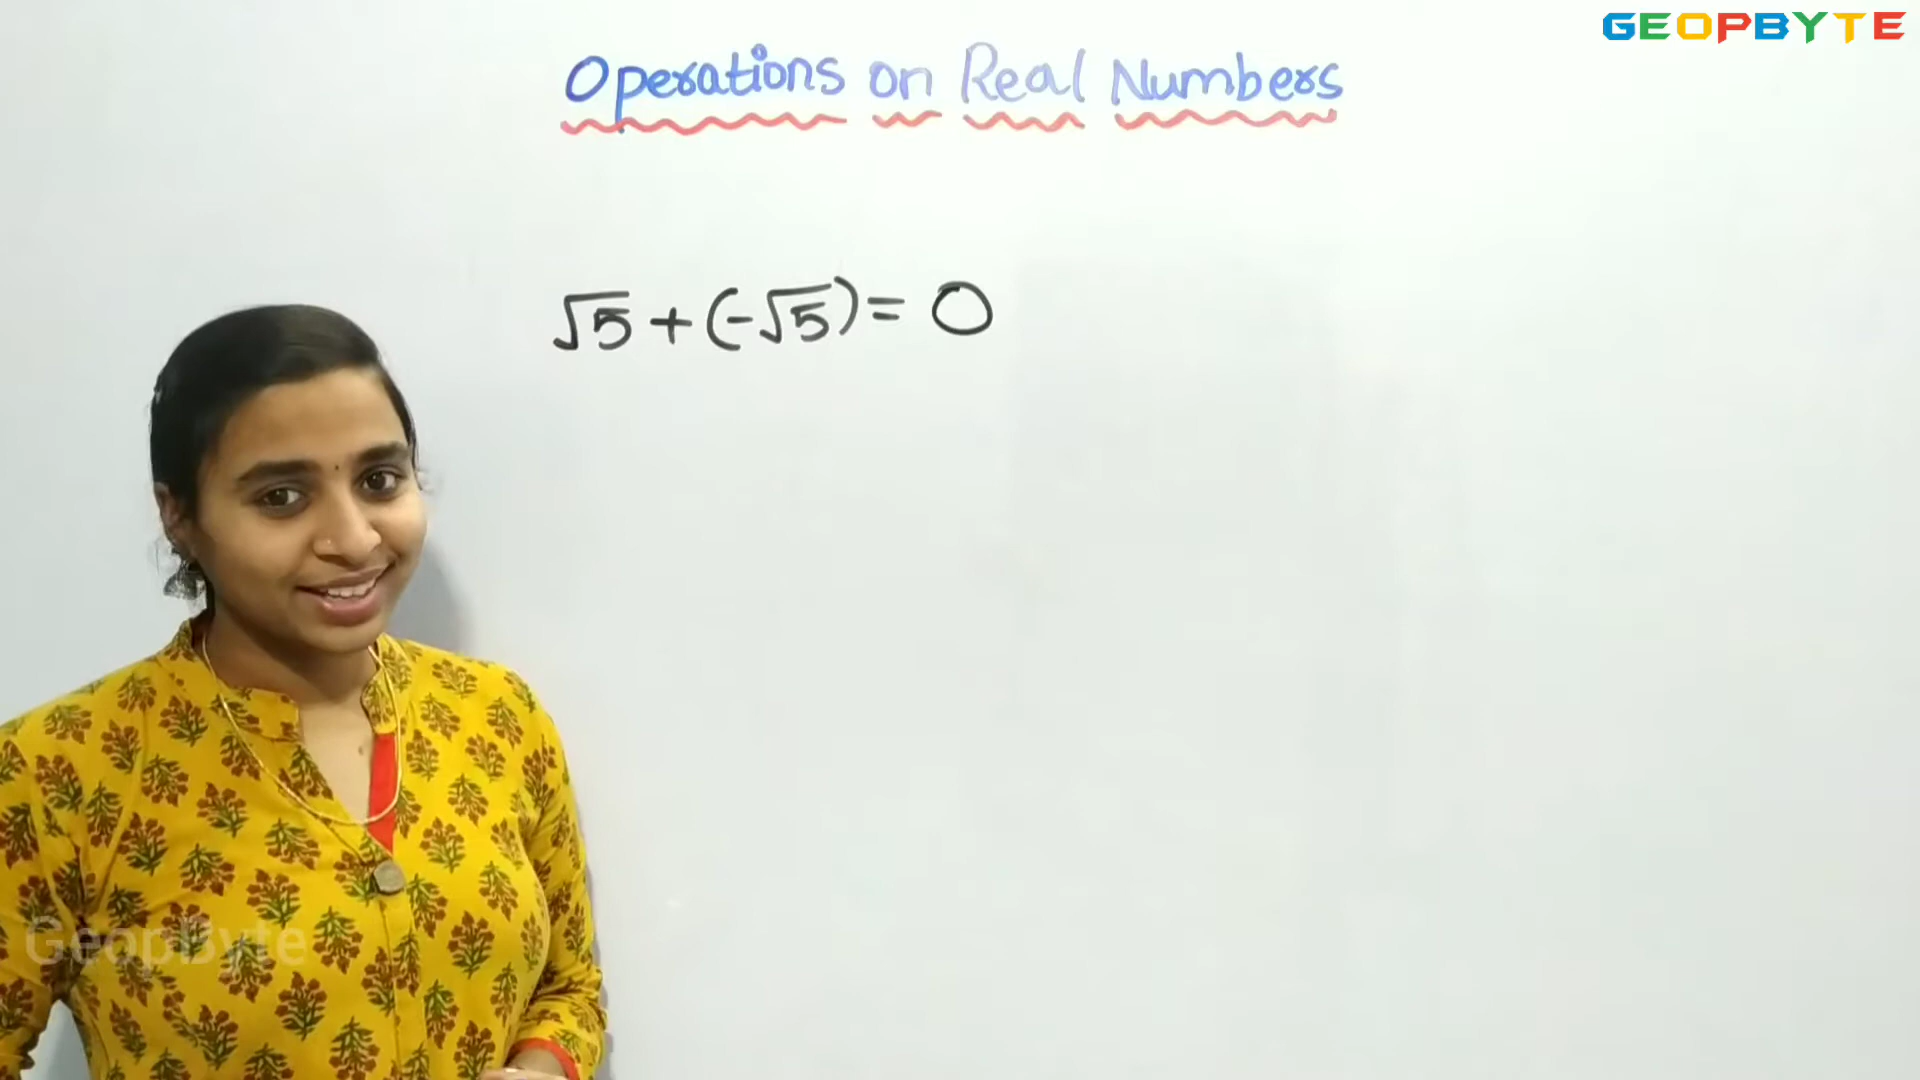 GEOPBYTE
Operations on Real Numbers
√5 + (-√5) = 0
GeopByte